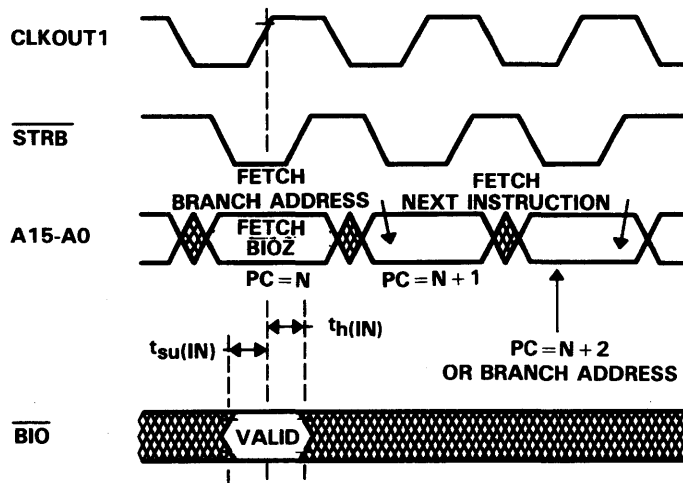 CLKOUT1
STRB
FETCH
BRANCH ADDRESS
FETCH
NEXT INSTRUCTION
A15-A0
FETCH
BIOZ
PC=N
PC=N+1
tsu(IN)
th(IN)
PC=N+2
OR BRANCH ADDRESS
BIO
VALID